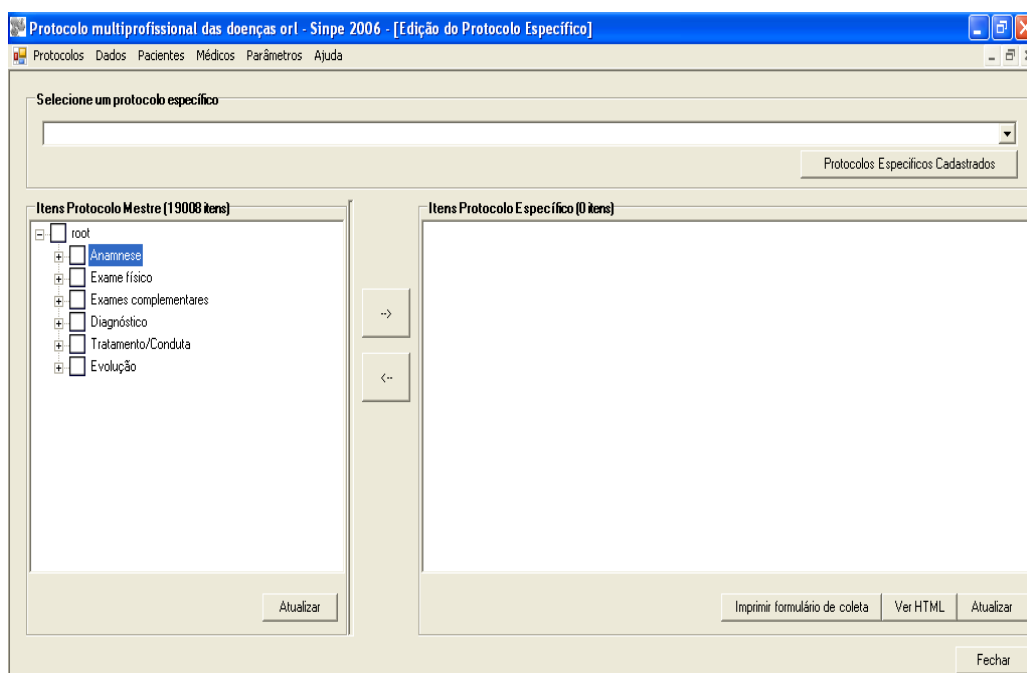 Protocolo multiprofissional das doenças orl - Sinpe 2006 - [Edição do Protocolo Específico]
Protocolos Dados Pacientes Médicos Parâmetros Ajuda
Selecione um protocolo específico
Protocolos Especificos Cadastrados
Itens Protocolo Mestre (19008 itens)
root
Anamnese
Exame físico
Exames complementares
Diagnóstico
Tratamento/Conduta
Evolução
Atualizar
-->
<--
Itens Protocolo Específico (0 itens)
Imprimir formulário de coleta
Ver HTML
Atualizar
Fechar